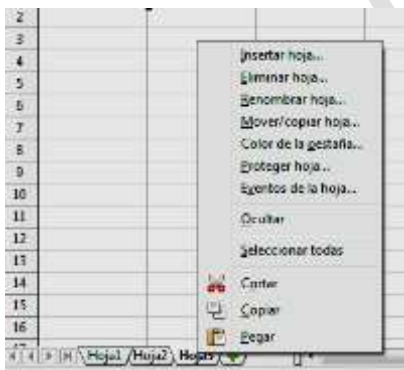 2
3
4
5
6
7
8
9
10
11
12
13
14
15
16
Insertar hoja...
Eliminar hoja...
Renombrar hoja...
Mover/copiar hoja...
Color de la pestaña...
Proteger hoja...
Eventos de la hoja...
Ocultar
Seleccionar todas
Cortar
Copiar
Pegar
Hoja1 Hoja2 Hoja3